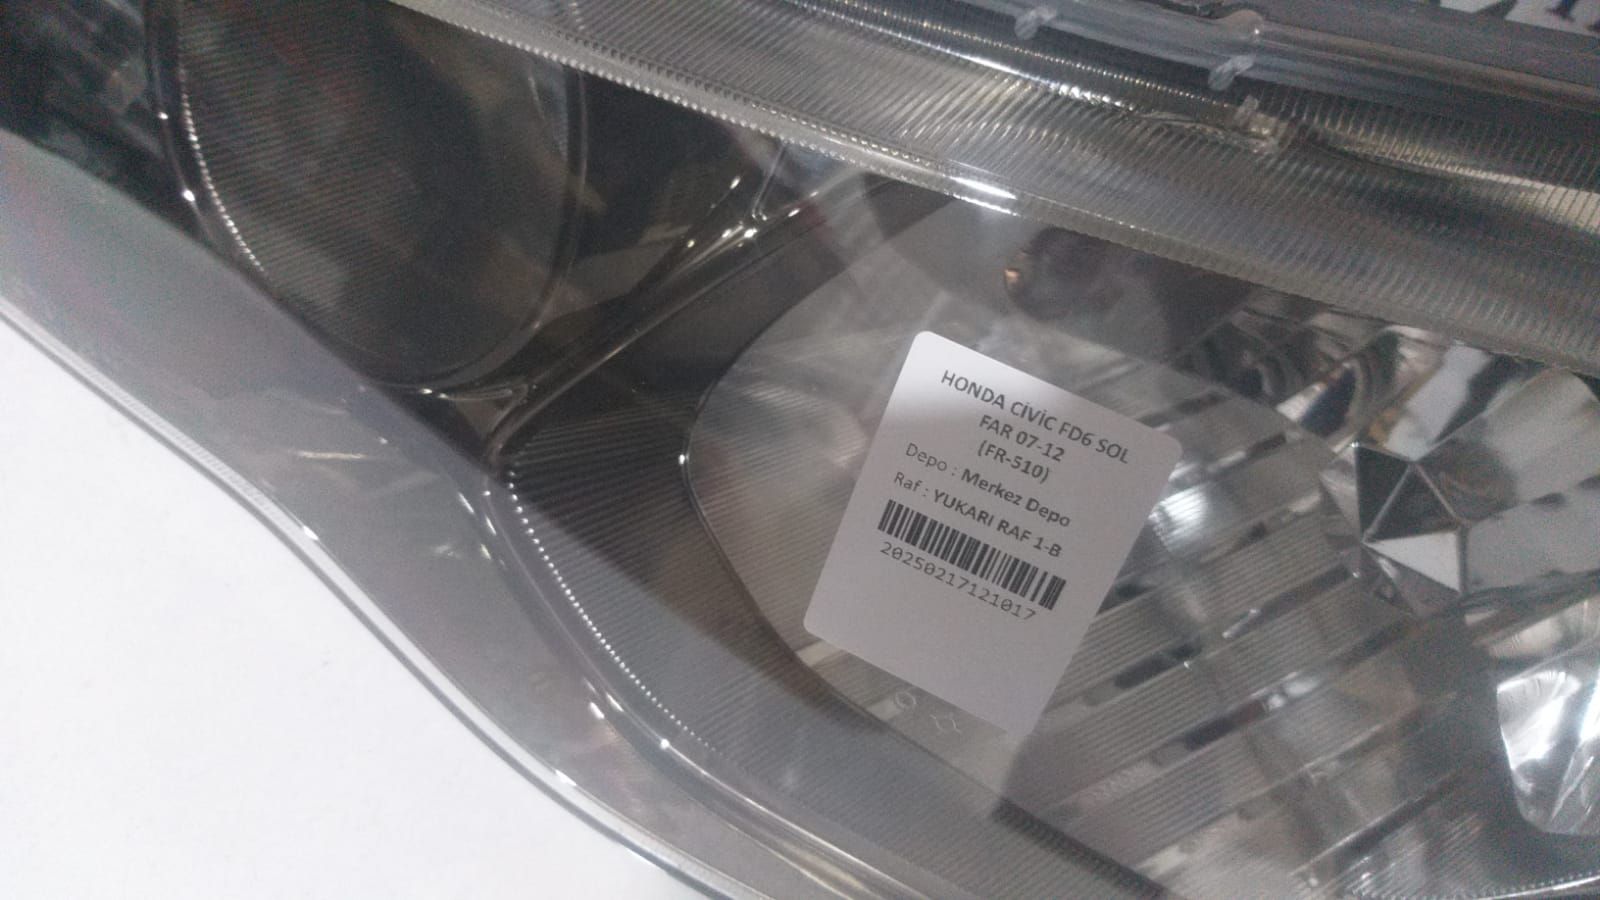 HONDA CİVİC FD6 SOL
FAR 07-12
(FR-510)
Depo : Merkez Depo
Raf : YUKARI RAF 1-B
20250217121017